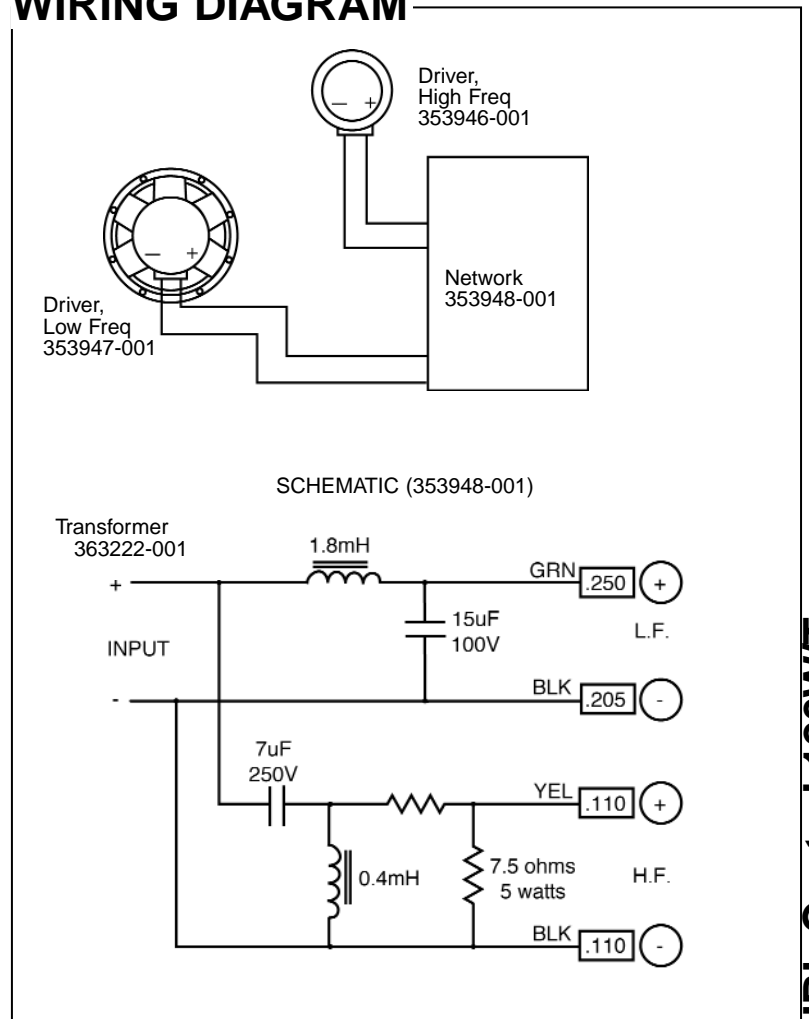 WIRING DIAGRAM
Driver,
High Freq
353946-001
− +
Network
353948-001
− +
Driver,
Low Freq
353947-001
SCHEMATIC (353948-001)
Transformer
363222-001
1.8mH
+
GRN .250 +
INPUT
15uF
100V
L.F.
-
BLK .205 -
7uF
250V
YEL .110 +
0.4mH
7.5 ohms
5 watts
H.F.
BLK .110 -